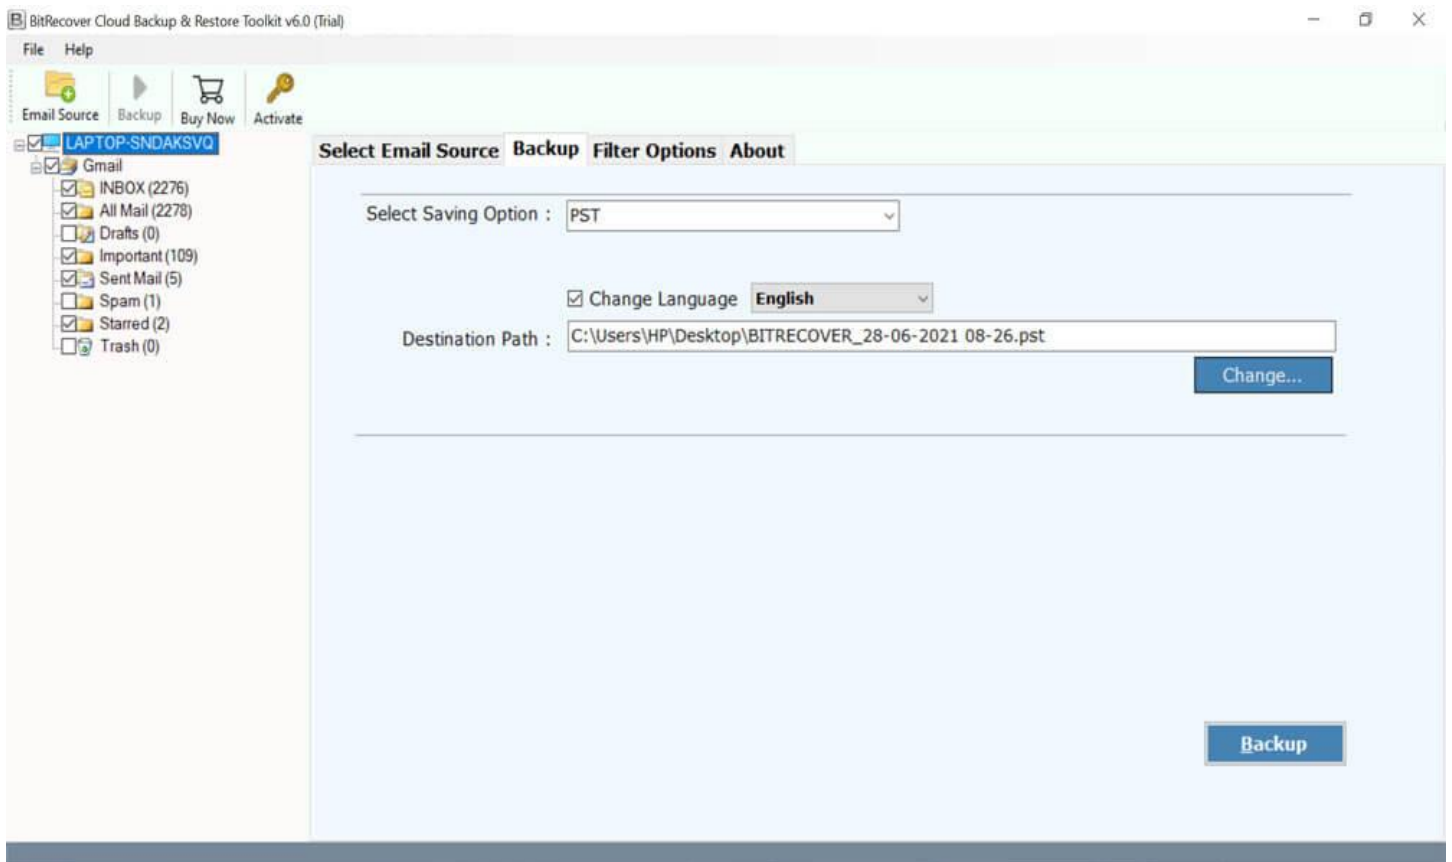 BitRecover Cloud Backup & Restore Toolkit v6.0 (Trial)
File Help
Email Source Backup Buy Now Activate
LAPTOP-SNDAKSVQ
Gmail
INBOX (2276)
All Mail (2278)
Drafts (0)
Important (109)
Sent Mail (5)
Spam (1)
Starred (2)
Trash (0)
Select Email Source Backup Filter Options About
Select Saving Option : PST
Change Language English
Destination Path : C:\Users\HP\Desktop\BITRECOVER_28-06-2021 08-26.pst
Change...
Backup